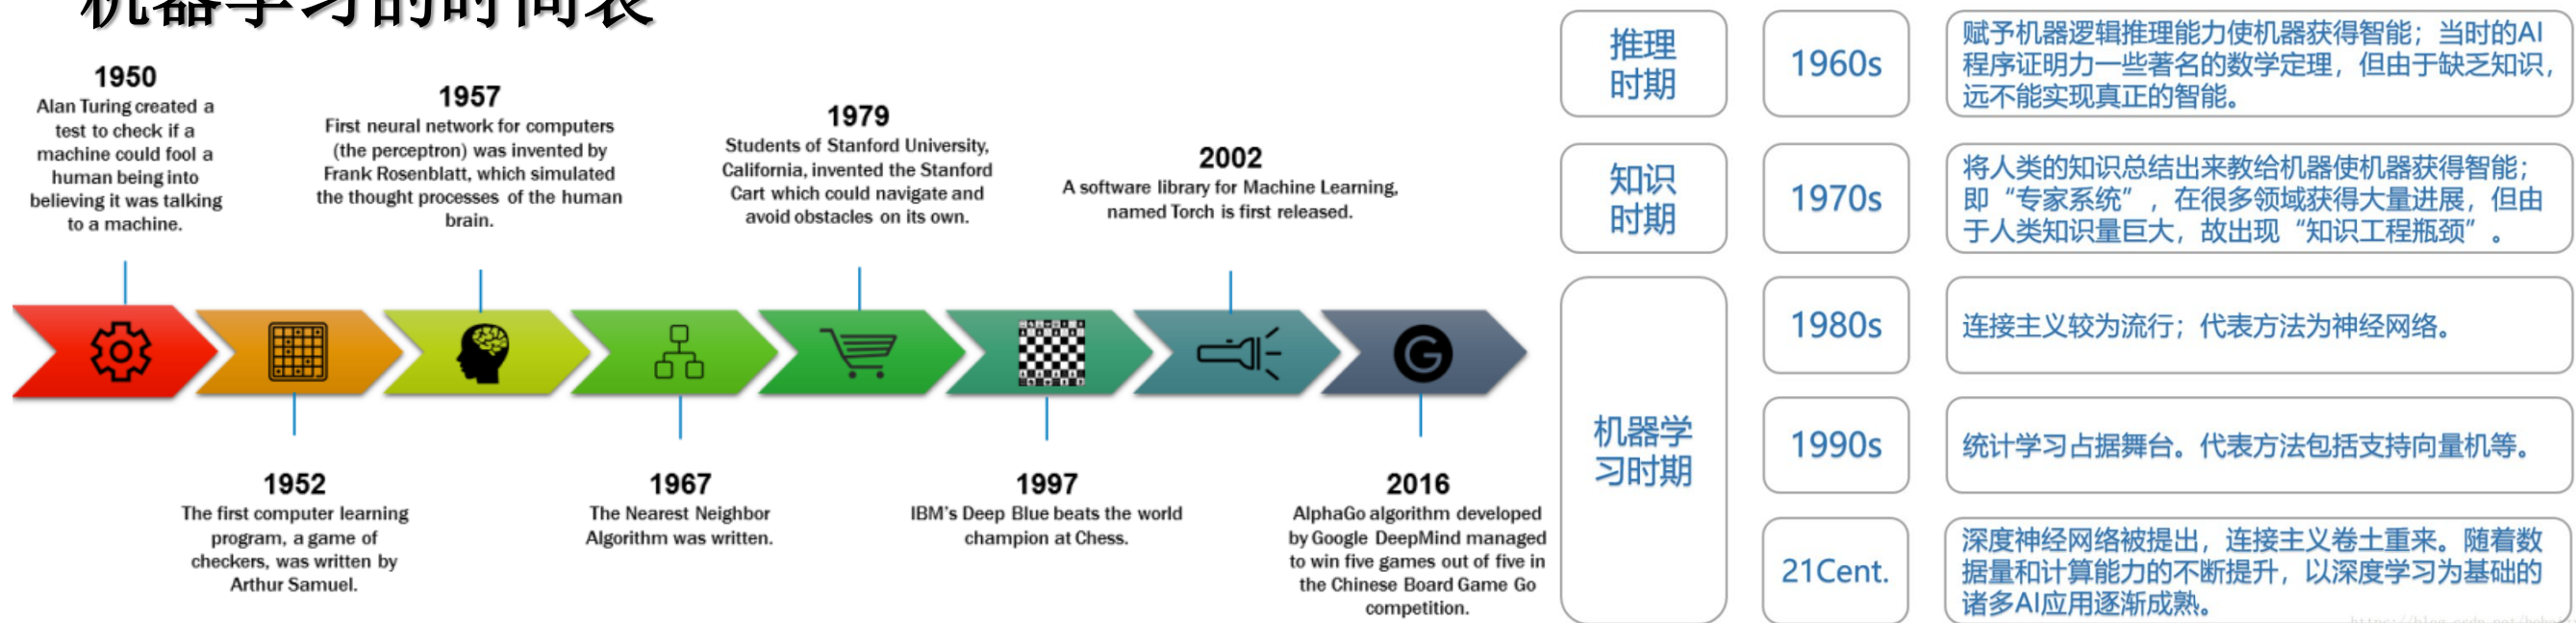 机器学习的时间表
1950
Alan Turing created a
test to check if a
machine could fool a
human being into
believing it was talking
to a machine.
1957
First neural network for computers
(the perceptron) was invented by
Frank Rosenblatt, which simulated
the thought processes of the human
brain.
1979
Students of Stanford University,
California, invented the Stanford
Cart which could navigate and
avoid obstacles on its own.
2002
A software library for Machine Learning,
named Torch is first released.
1952
The first computer learning
program, a game of
checkers, was written by
Arthur Samuel.
1967
The Nearest Neighbor
Algorithm was written.
1997
IBM's Deep Blue beats the world
champion at Chess.
2016
AlphaGo algorithm developed
by Google DeepMind managed
to win five games out of five in
the Chinese Board Game Go
competition.
推理
时期
1960s
赋予机器逻辑推理能力使机器获得智能；当时的AI
程序证明力一些著名的数学定理，但由于缺乏知识，
远不能实现真正的智能。
知识
时期
1970s
将人类的知识总结出来教给机器使机器获得智能；
即“专家系统”，在很多领域获得大量进展，但由
于人类知识量巨大，故出现“知识工程瓶颈”。
机器学
习时期
1980s
连接主义较为流行；代表方法为神经网络。
1990s
统计学习占据舞台。代表方法包括支持向量机等。
21Cent.
深度神经网络被提出，连接主义卷土重来。随着数
据量和计算能力的不断提升，以深度学习为基础的
诸多AI应用逐渐成熟。